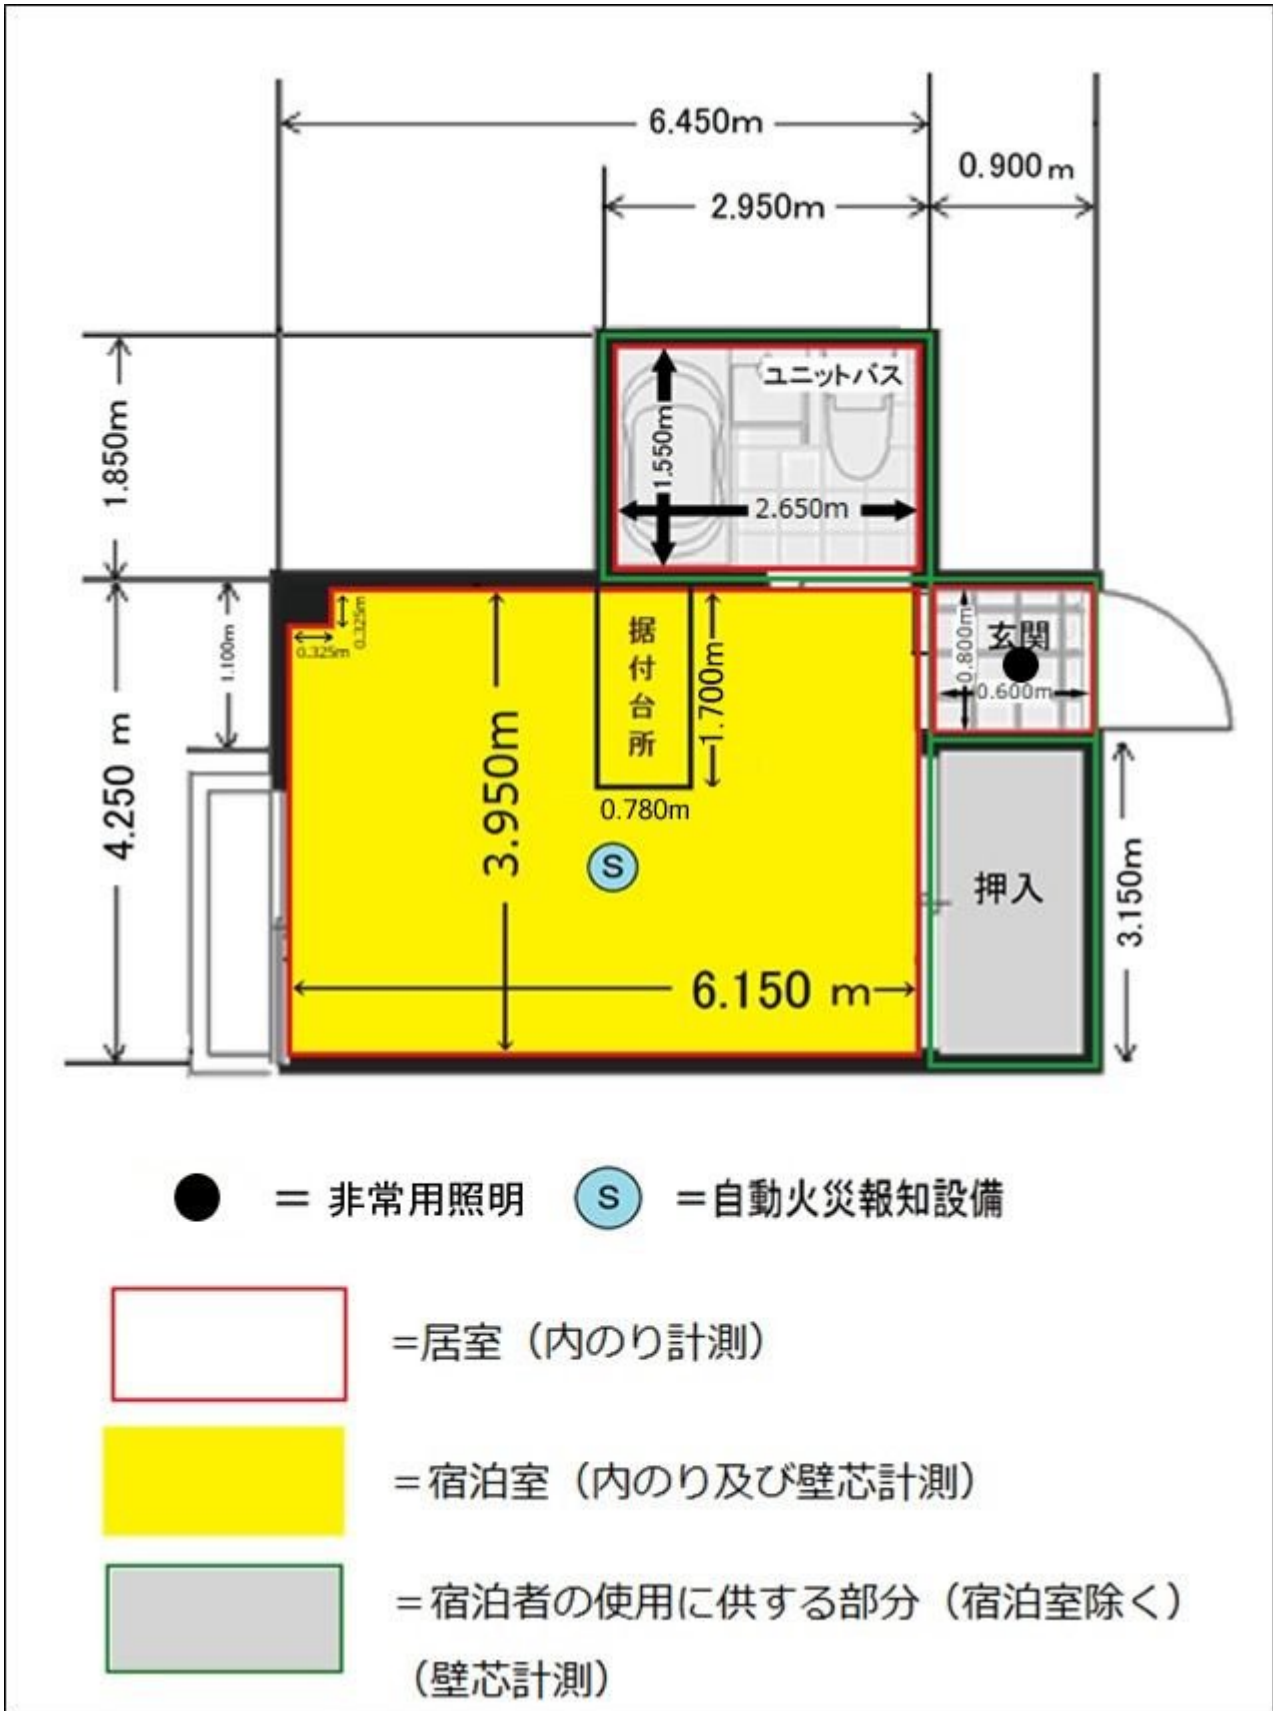 6.450m
0.900m
2.950m
1.850m
ユニットバス
1.550m
2.650m
4.250 m
1.100m
0.325m
0.325m
据付台所
1.700m
0.780m
3.950m
S
6.150 m
玄関
0.800m
0.600m
押入
3.150m
= 非常用照明
S
=自動火災報知設備
=居室（内のり計測）
=宿泊室（内のり及び壁芯計測）
=宿泊者の使用に供する部分（宿泊室除く）
（壁芯計測）